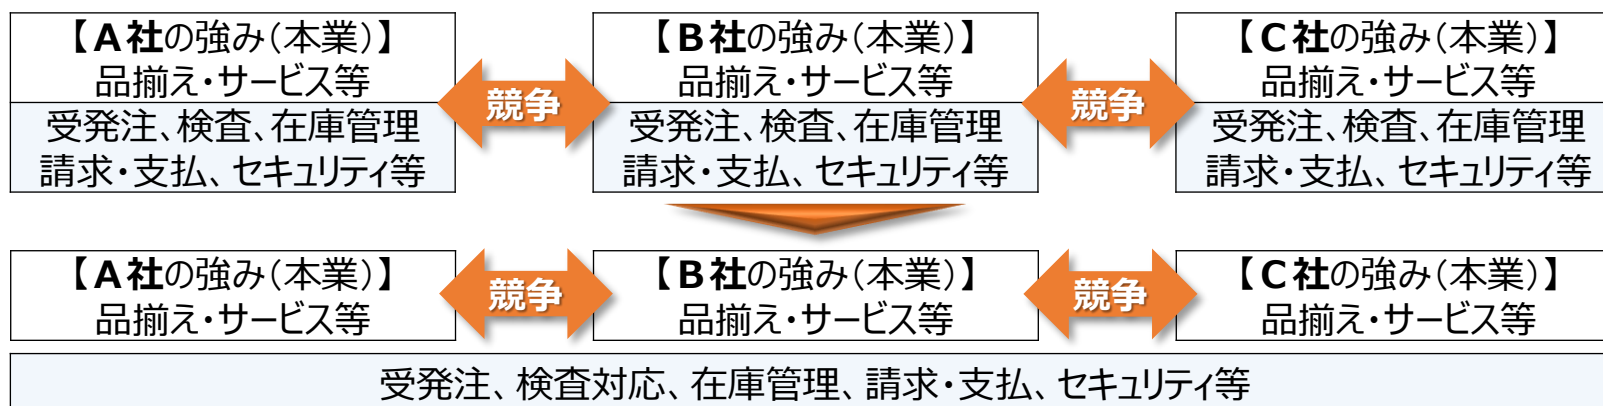 【A社の強み(本業)】
品揃え・サービス等
受発注、検査、在庫管理
請求・支払、セキュリティ等
競争
【B社の強み(本業)】
品揃え・サービス等
受発注、検査、在庫管理
請求・支払、セキュリティ等
競争
【C社の強み(本業)】
品揃え・サービス等
受発注、検査、在庫管理
請求・支払、セキュリティ等
【A社の強み(本業)】
品揃え・サービス等
競争
【B社の強み(本業)】
品揃え・サービス等
競争
【C社の強み(本業)】
品揃え・サービス等
受発注、検査対応、在庫管理、請求・支払、セキュリティ等